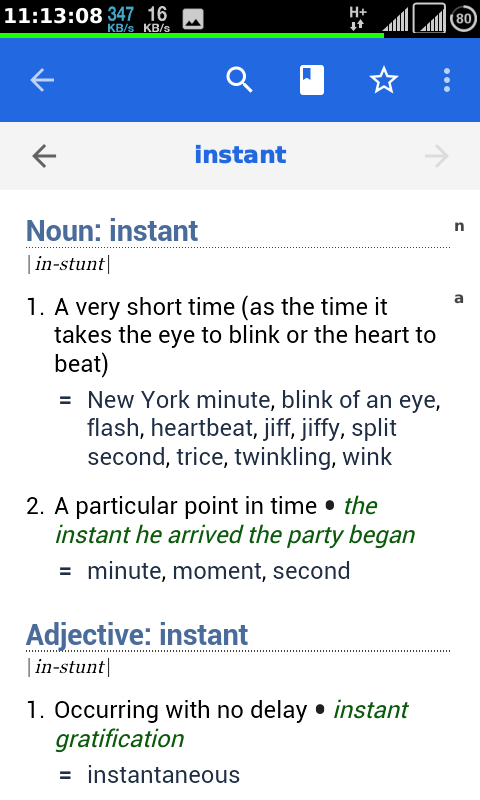 11:13:08 347 KB/s 16 KB/s H+ 80
instant
Noun: instant n
|in-stunt|
1. A very short time (as the time it a
takes the eye to blink or the heart to
beat)
= New York minute, blink of an eye,
flash, heartbeat, jiff, jiffy, split
second, trice, twinkling, wink
2. A particular point in time • the
instant he arrived the party began
= minute, moment, second
Adjective: instant
|in-stunt|
1. Occurring with no delay • instant
gratification
= instantaneous